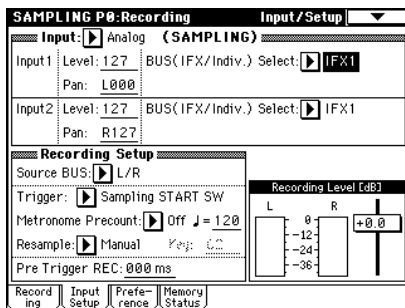 SAMPLING P0:Recording Input/Setup
Input: Analog (SAMPLING)
Input1 Level: 127 BUS(IFX/Indiv.) Select: IFX1
Pan: L000
Input2 Level: 127 BUS(IFX/Indiv.) Select: IFX1
Pan: R127
Recording Setup
Source BUS: L/R
Trigger: Sampling START SW
Metronome Precount: Off ♩=120
Resample: Manual Key:
Pre Trigger REC: 000 ms
Recording Level [dB]
L R
0 +0.0
-12
-24
-36
Record Input Prefe- Memory
ing Setup rence Status